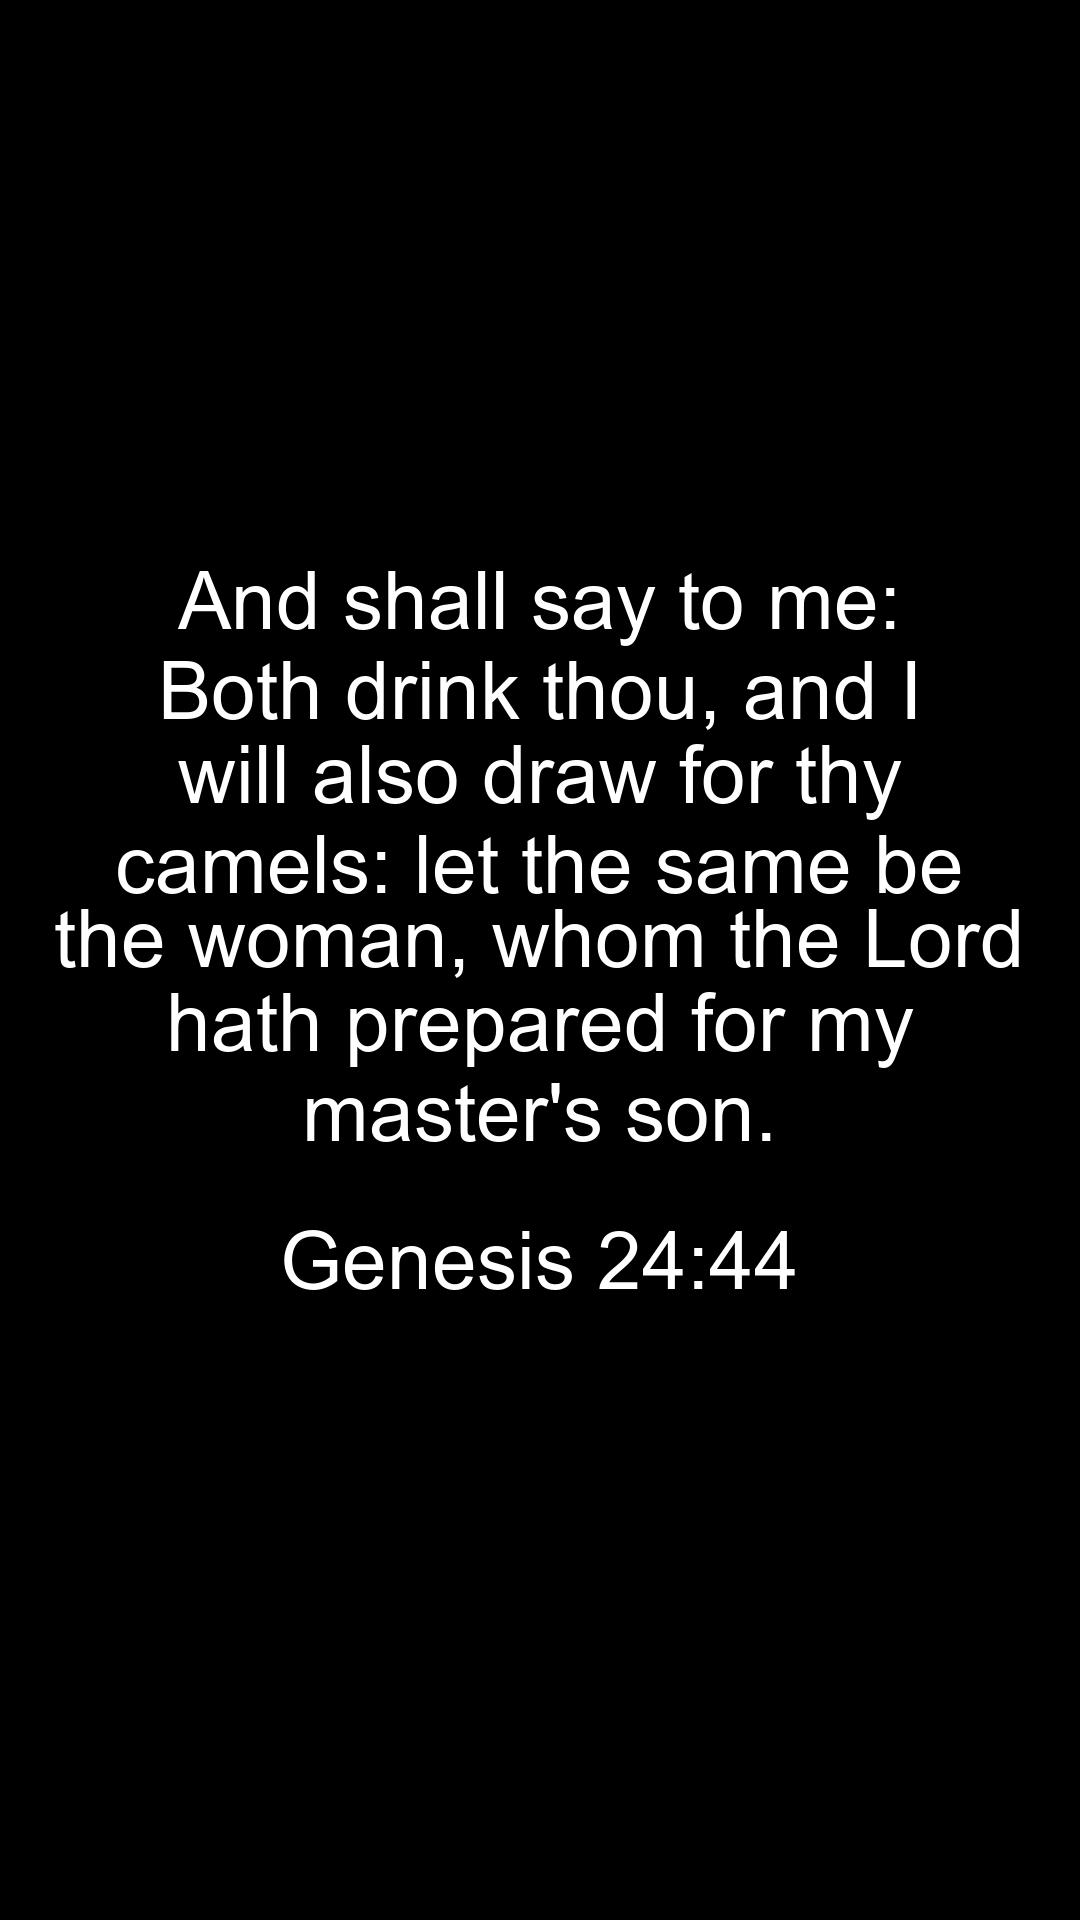 And shall say to me:
Both drink thou, and I
will also draw for thy
camels: let the same be
the woman, whom the Lord
hath prepared for my
master's son.
Genesis 24:44